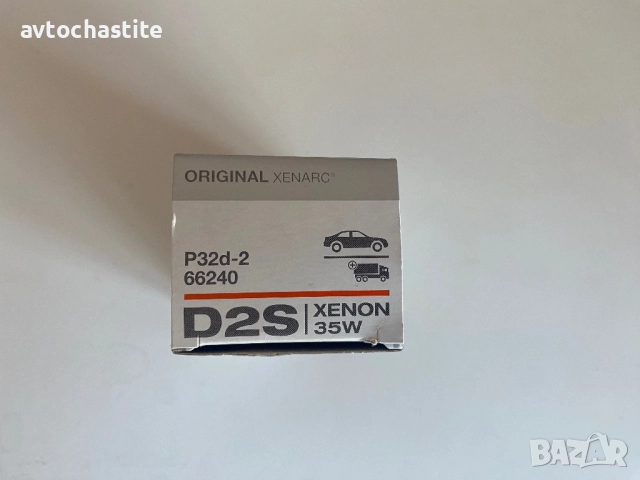 avtochastite
ORIGINAL XENARC®
P32d-2
66240
D2S
XENON
35W
BAZAR